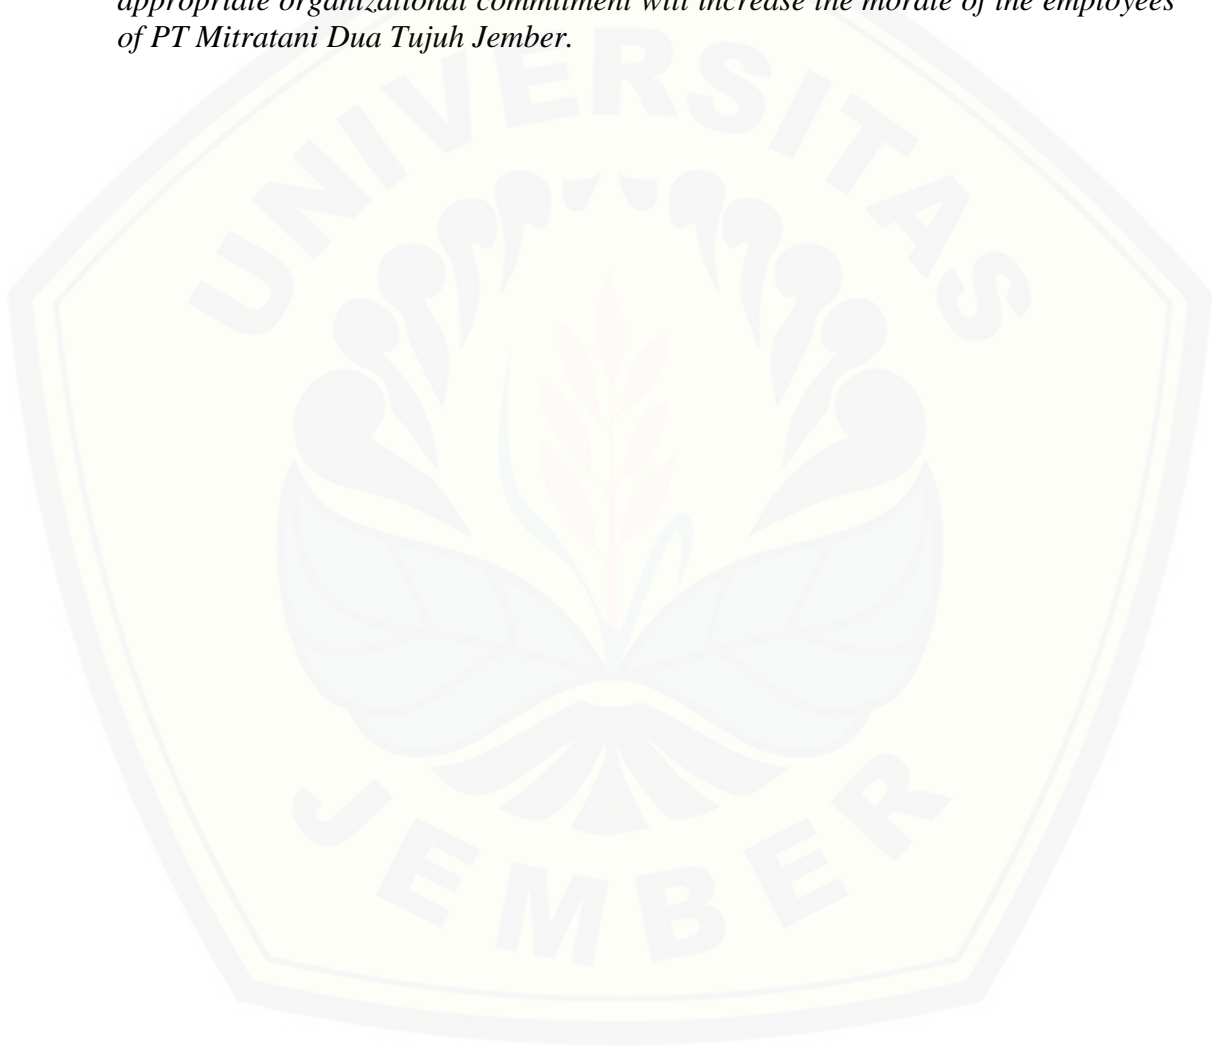 appropriate organizational commitment will increase the morale of the employees
of PT Mitratani Dua Tujuh Jember.
UNIVERSITAS
JEMBER